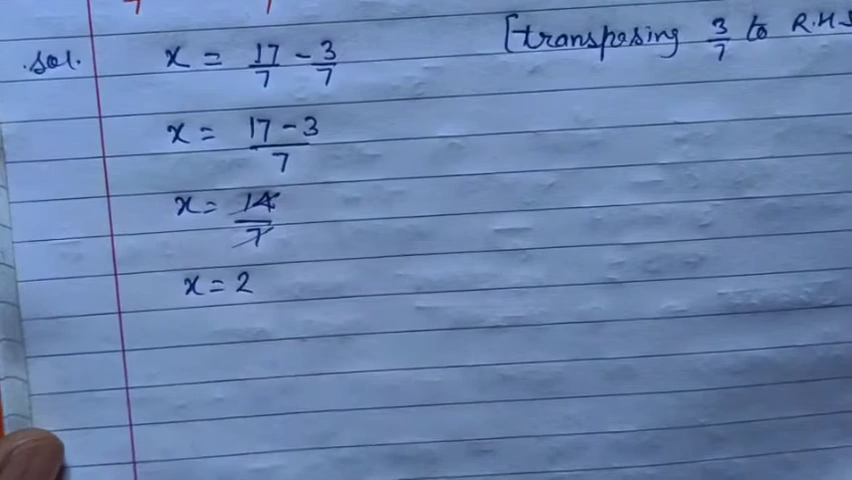 sol. x = 17/7 - 3/7 [transposing 3/7 to R.H.S
x = 17 - 3/7
x = 14/7
x = 2